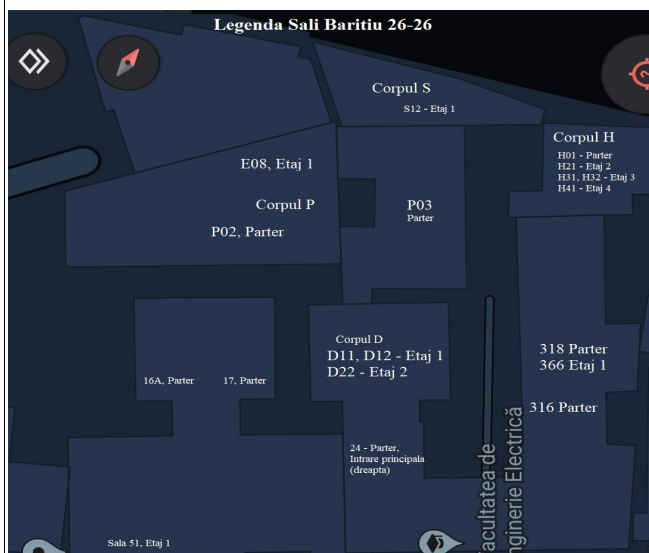 Legenda Sali Baritiu 26-26
Corpul S
S12 - Etaj 1
Corpul H
H01 - Parter
H21 - Etaj 2
H31, H32 - Etaj 3
H41 - Etaj 4
E08, Etaj 1
Corpul P
P02, Parter
P03
Parter
Corpul D
D11, D12 - Etaj 1
D22 - Etaj 2
318 Parter
366 Etaj 1
316 Parter
16A, Parter
17, Parter
24 - Parter,
Intrare principala
(dreapta)
acultatea de
nginerie Electrică
Sala 51, Etaj 1